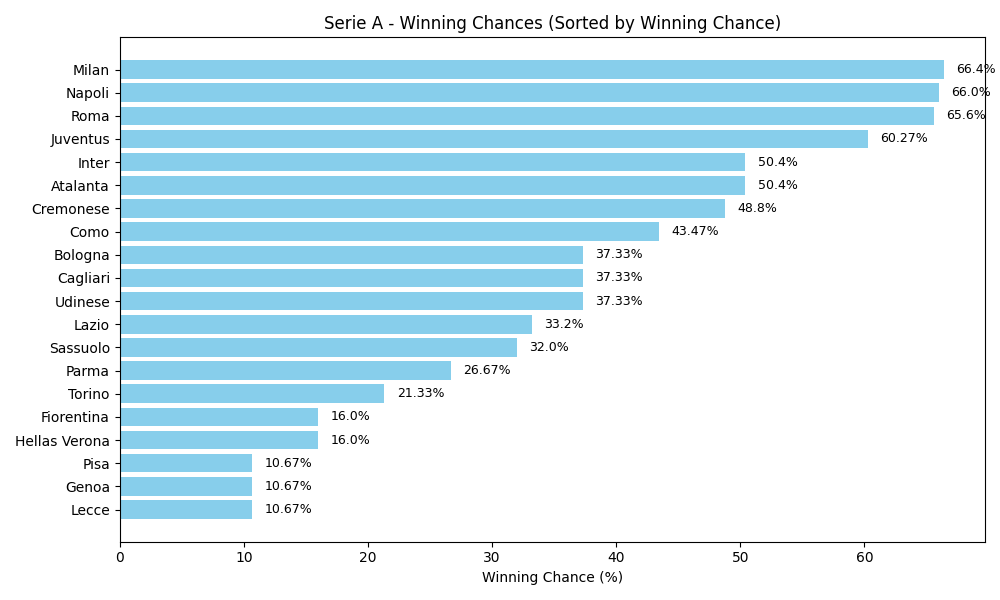 Serie A - Winning Chances (Sorted by Winning Chance)
Milan 66.4%
Napoli 66.0%
Roma 65.6%
Juventus 60.27%
Inter 50.4%
Atalanta 50.4%
Cremonese 48.8%
Como 43.47%
Bologna 37.33%
Cagliari 37.33%
Udinese 37.33%
Lazio 33.2%
Sassuolo 32.0%
Parma 26.67%
Torino 21.33%
Fiorentina 16.0%
Hellas Verona 16.0%
Pisa 10.67%
Genoa 10.67%
Lecce 10.67%
0 10 20 30 40 50 60
Winning Chance (%)